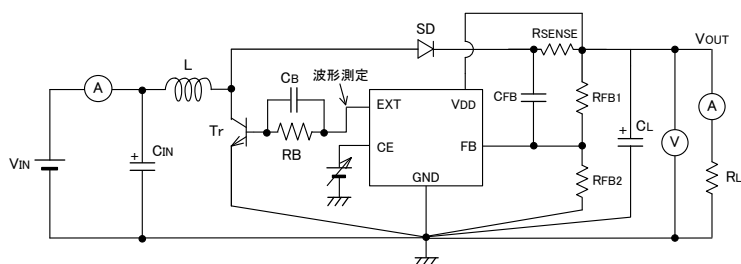 SD
RSENSE
VOUT
L
CB
波形測定
EXT
VDD
CFB
RFB1
CL
A
A
Tr
RB
CE
FB
V
VIN
CIN
RFB2
RL
GND
+
+